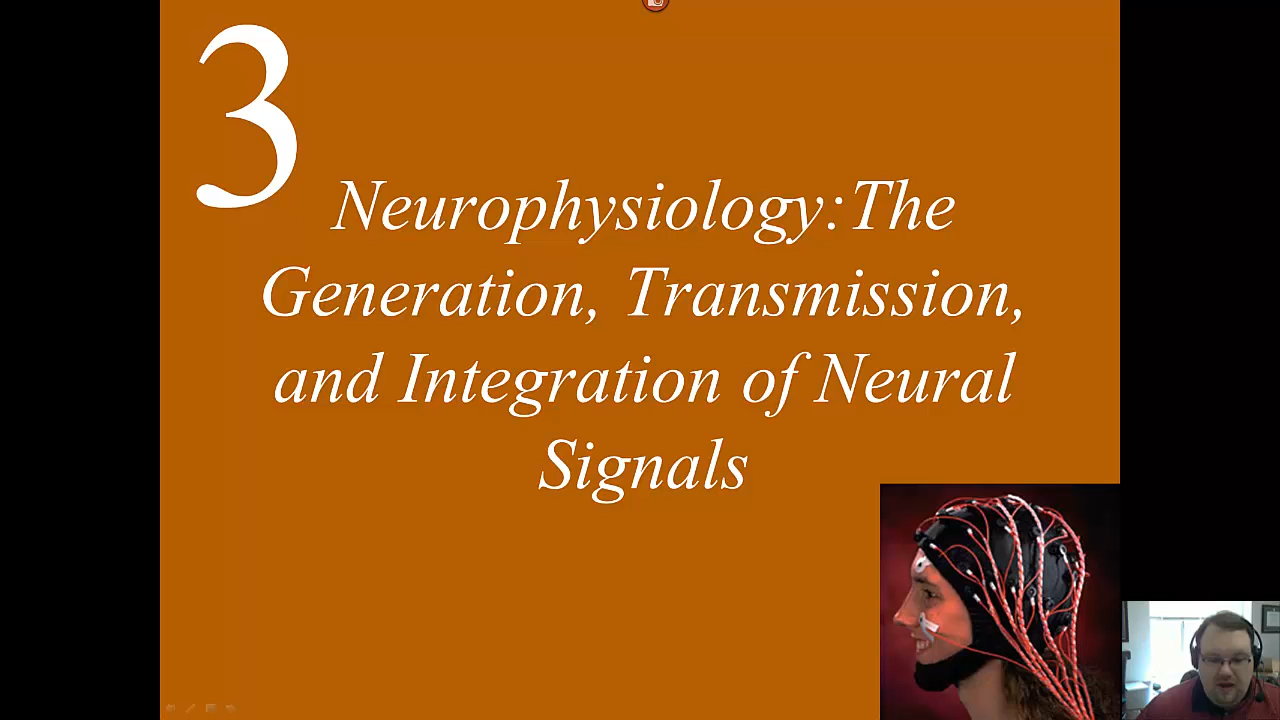 3
Neurophysiology:The
Generation, Transmission,
and Integration of Neural
Signals